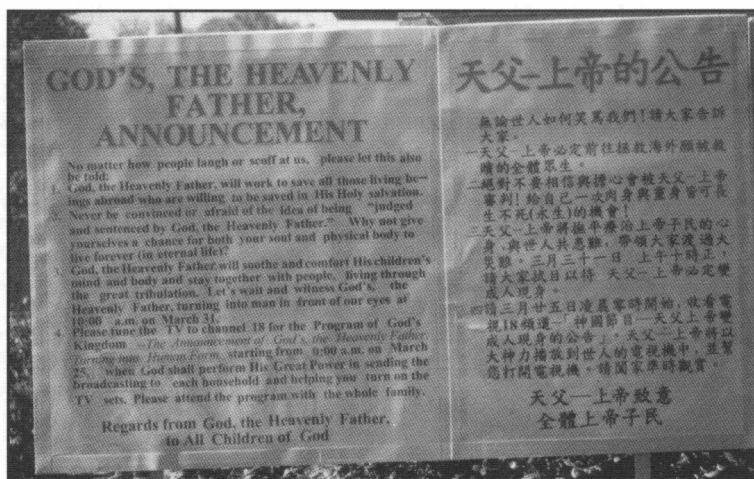 GOD'S, THE HEAVENLY
FATHER,
ANNOUNCEMENT
No matter how people laugh or scoff at us, please let this also
be told:
1. God, the Heavenly Father, will work to save all those living be-
ings abroad who are willing to be saved in His Holy salvation.
2. Never be convinced or afraid of the idea of being "judged
and sentenced by God, the Heavenly Father." Why not give
yourselves a chance for both your soul and physical body to
live forever (in eternal life)?
3. God, the Heavenly Father will soothe and comfort His children's
mind and body and stay together with people, living through
the great tribulation. Let's wait and witness God's, the
Heavenly Father, turning into man in front of our eyes at
10:00 a.m. on March 31.
4. Please tune the TV to channel 18 for the Program of God's
Kingdom -The Announcement of God's, the Heavenly Father,
Turning into Human Form, starting from 0:00 a.m. on March
25, when God shall perform His Great Power in sending the
broadcasting to each household and helping you turn on the
TV sets. Please attend the program with the whole family.
Regards from God, the Heavenly Father,
to All Children of God
天父－上帝的公告
無論世人如何笑罵我們！請大家告訴
大家。
一天父－上帝必定前往拯救海外願被救
贖的全體眾生。
二絕對不要相信與擔心會被天父－上帝
審判！給自己一次肉身與靈身皆可長
生不死(永生)的機會！
三天父－上帝將撫平療治上帝子民的心
身，與世人共患難，帶領大家渡過大
災難。三月三十一日，上午十時正，
請大家拭目以待 天父－上帝必定變
成人現身。
四請三月廿五日凌晨零時開始，收看電
視18頻道－「神國節目－天父上帝變
成人現身的公告」。天父－上帝將以
大神力播放到世人的電視機中，並幫
您打開電視機。請闔家準時觀賞。
天父－上帝致意
全體上帝子民